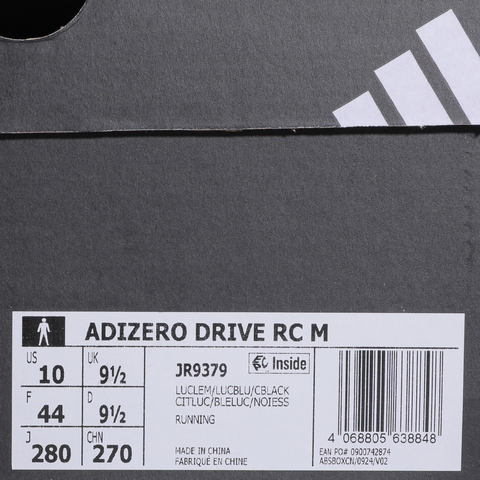 ADIZERO DRIVE RC M
US 10 UK 9½
F 44 D 9½
J 280 CHN 270
JR9379 Inside
LUCLEM/LUCBLU/CBLACK
CITLUC/BLELUC/NOIESS
RUNNING
MADE IN CHINA
FABRIQUÉ EN CHINE
4 068805 638848
EAN PO# 0900742874
ABSBOXCN/0924/V02